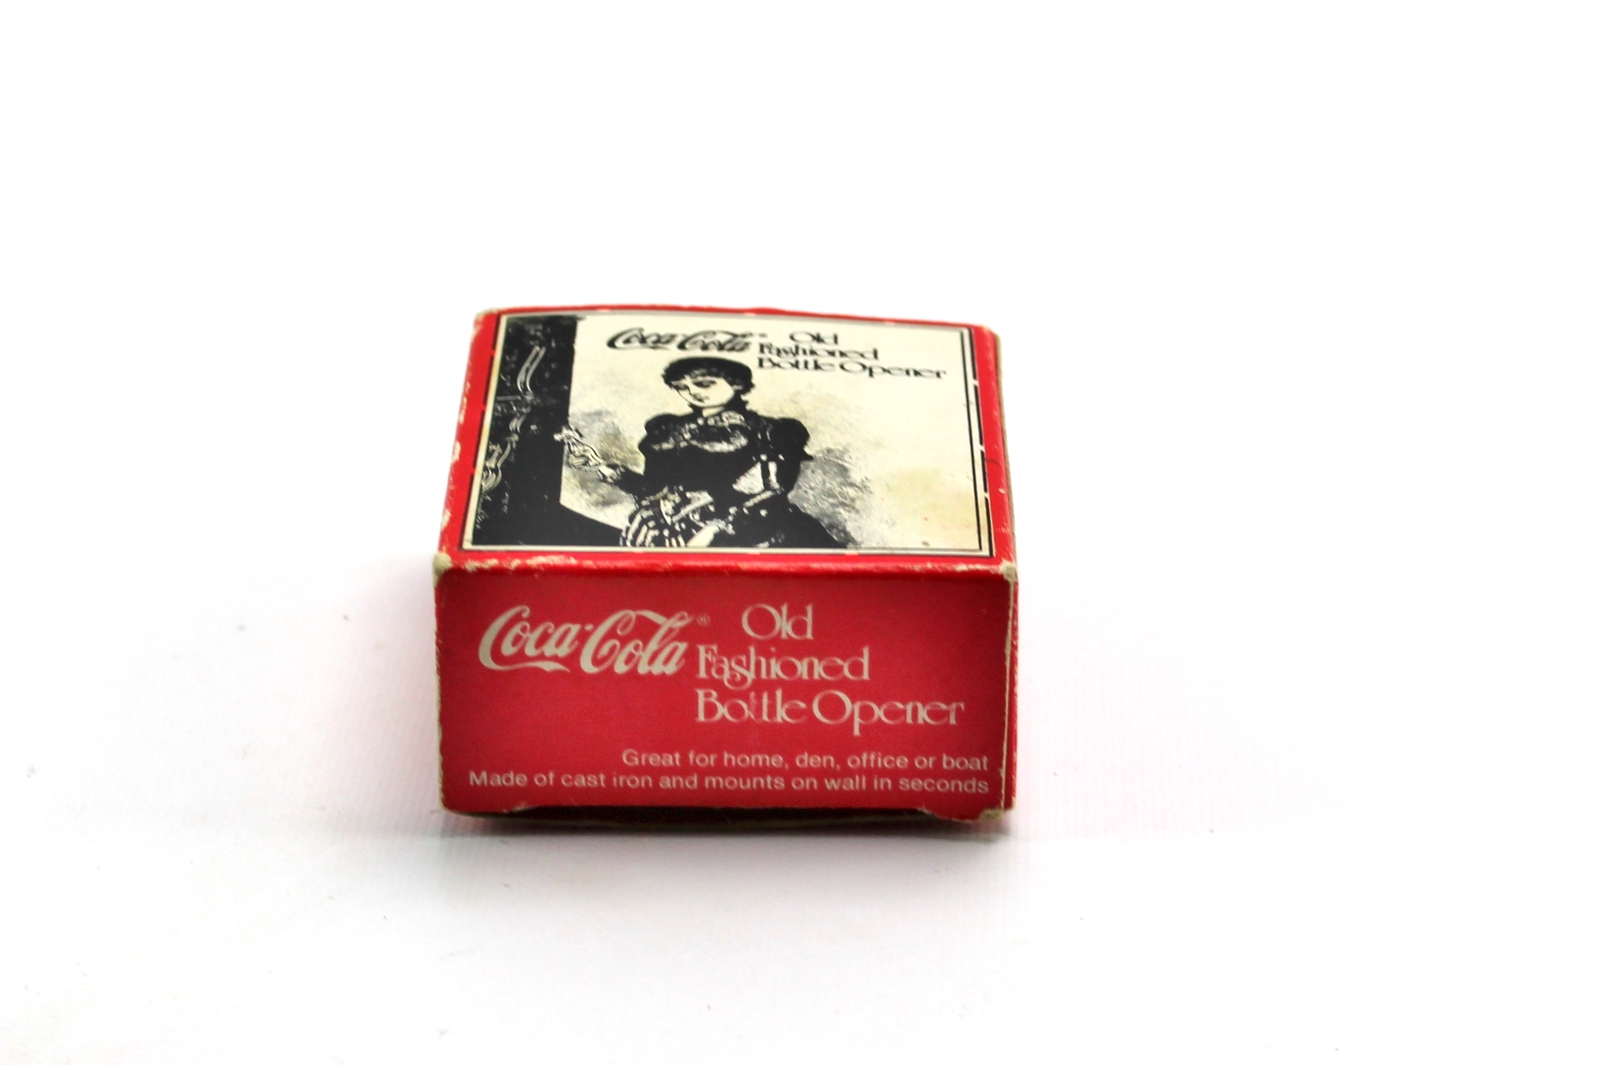 Coca-Cola Old
Fashioned
Bottle Opener
Coca-Cola® Old
Fashioned
Bottle Opener
Great for home, den, office or boat
Made of cast iron and mounts on wall in seconds